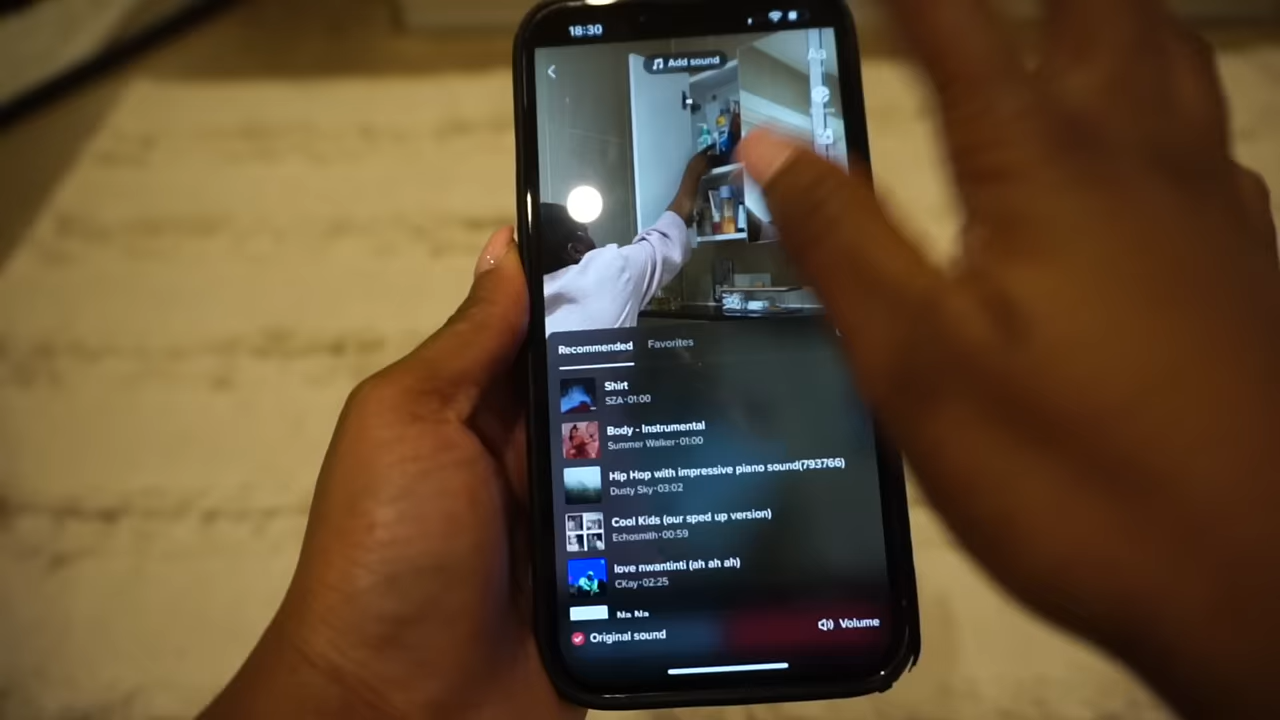 18:30
Add sound
Aa
Recommended
Favorites
Shirt
SZA·01:00
Body - Instrumental
Summer Walker·01:00
Hip Hop with impressive piano sound(793766)
Dusty Sky·03:02
Cool Kids (our sped up version)
Echosmith·00:59
love nwantinti (ah ah ah)
CKay·02:25
Na Na
Original sound
Volume